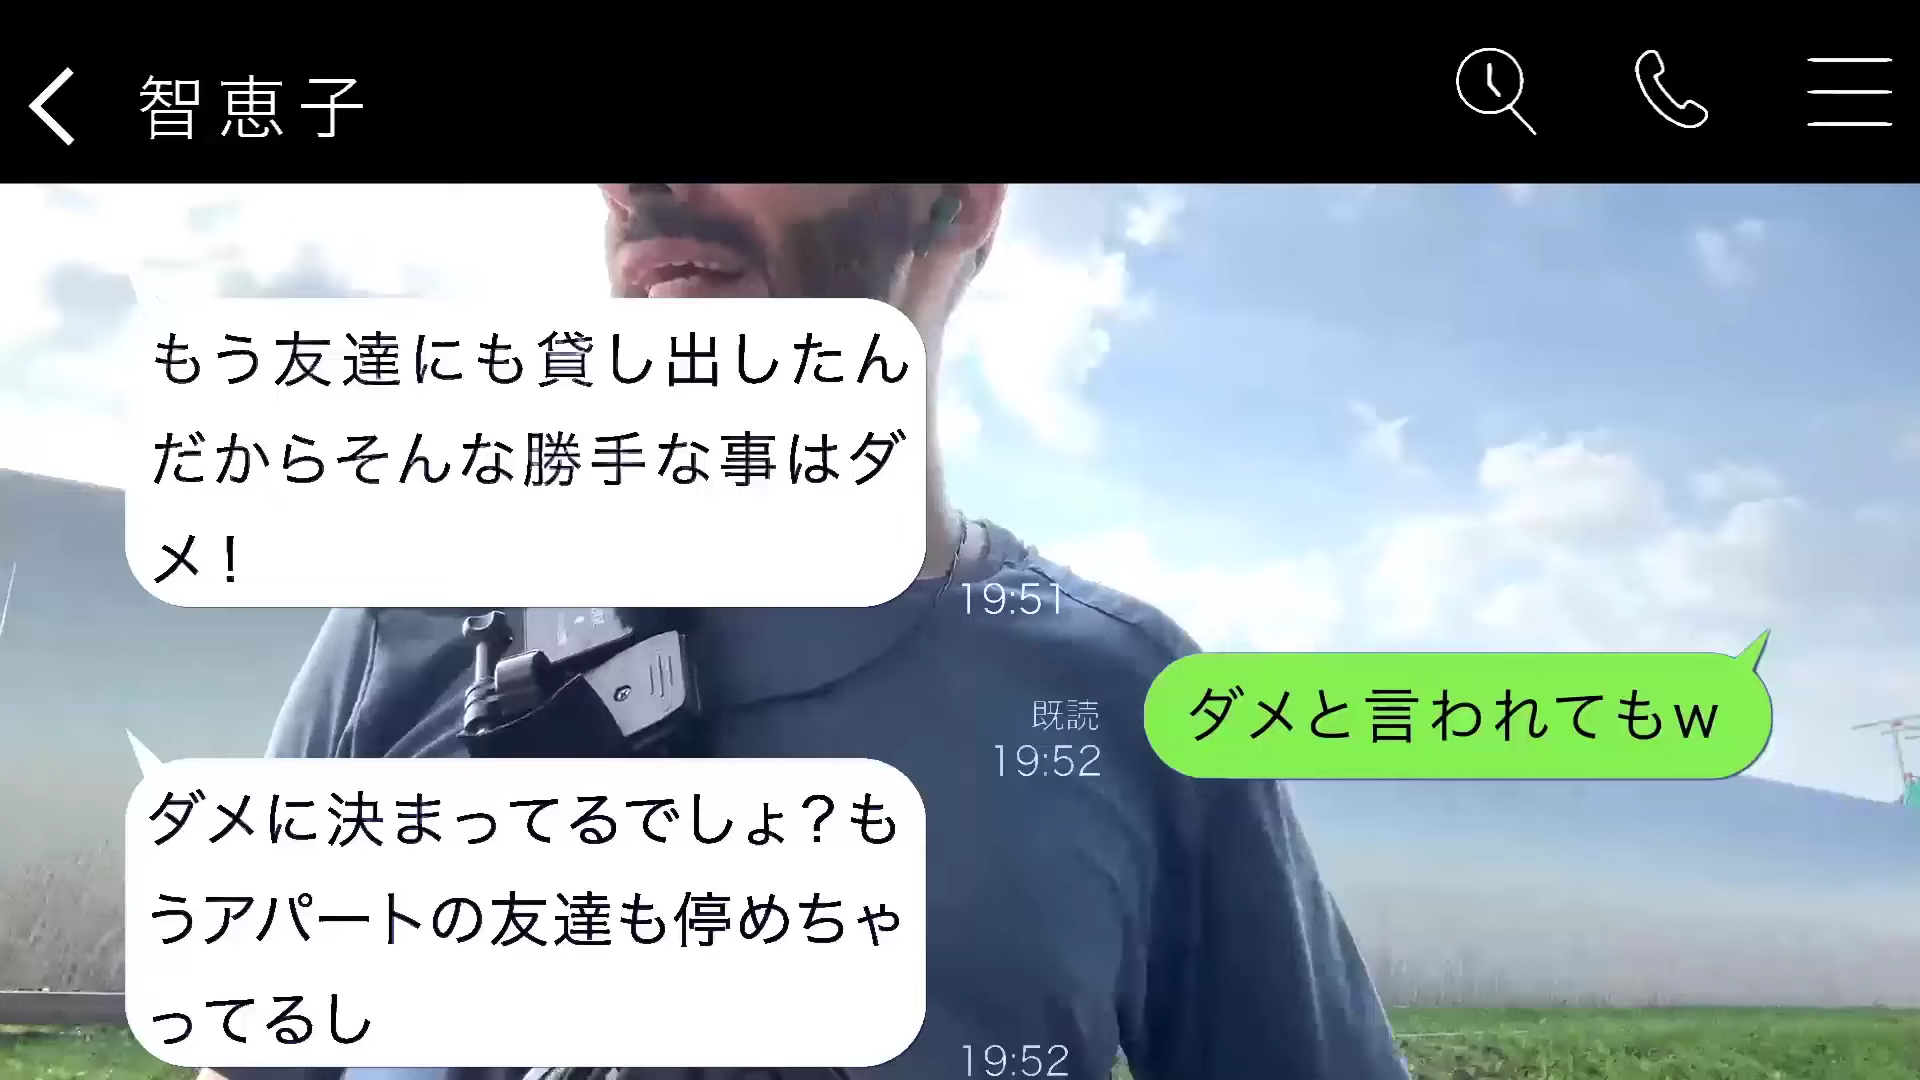 智恵子
もう友達にも貸し出したん
だからそんな勝手な事はダ
メ！
19:51
ダメと言われてもw
既読
19:52
ダメに決まってるでしょ？も
うアパートの友達も停めちゃ
ってるし
19:52